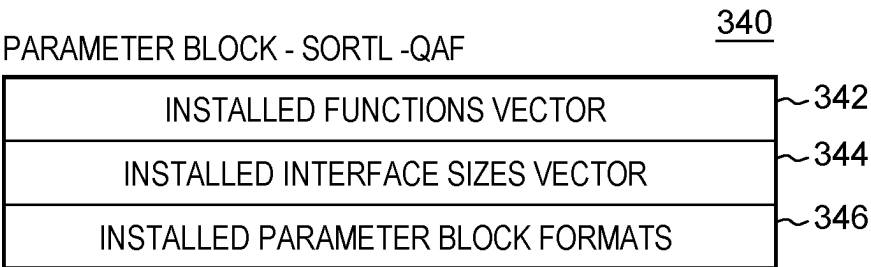 340
PARAMETER BLOCK - SORTL -QAF
INSTALLED FUNCTIONS VECTOR
342
INSTALLED INTERFACE SIZES VECTOR
344
INSTALLED PARAMETER BLOCK FORMATS
346